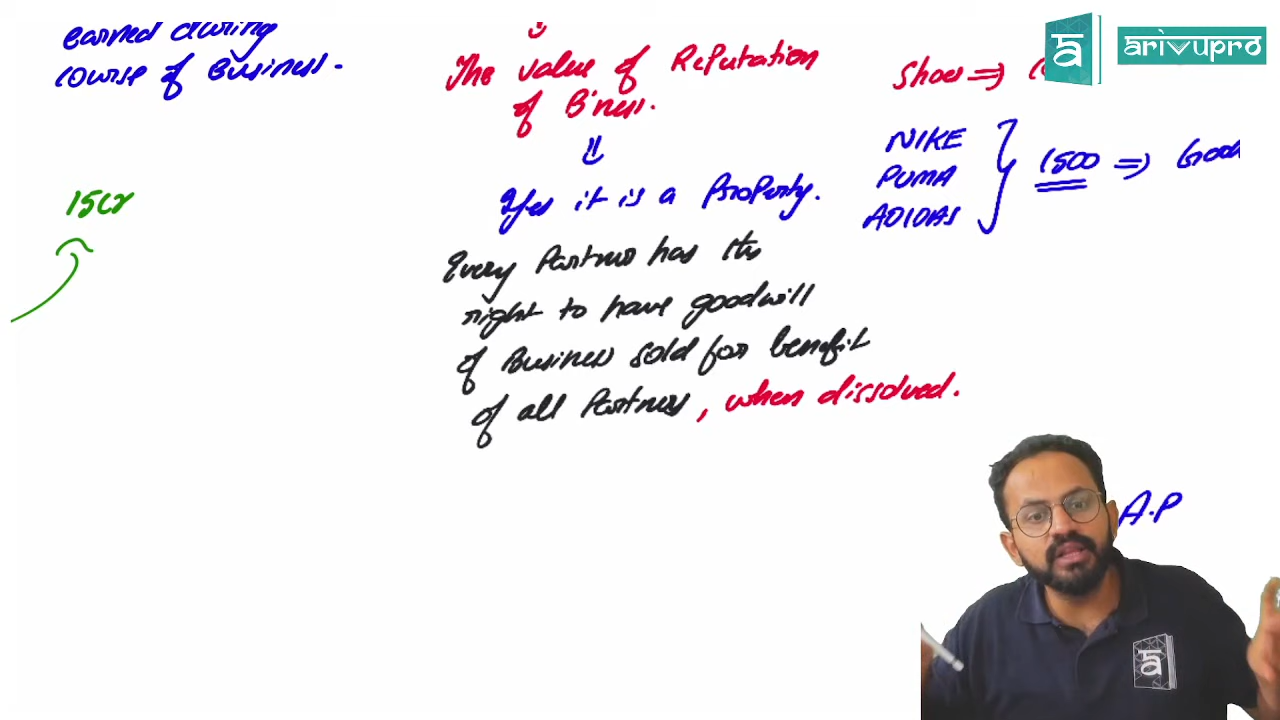 earned during
course of Business.
15Cr
The value of Reputation
of B'ness.
Yes it is a Property.
Every Partner has the
right to have goodwill
of Business sold for benefit
of all Partners, when dissolved.
Shoes ⇒
NIKE
PUMA
ADIDAS
1500 ⇒ Good
A.P
ā
arivupro
ā